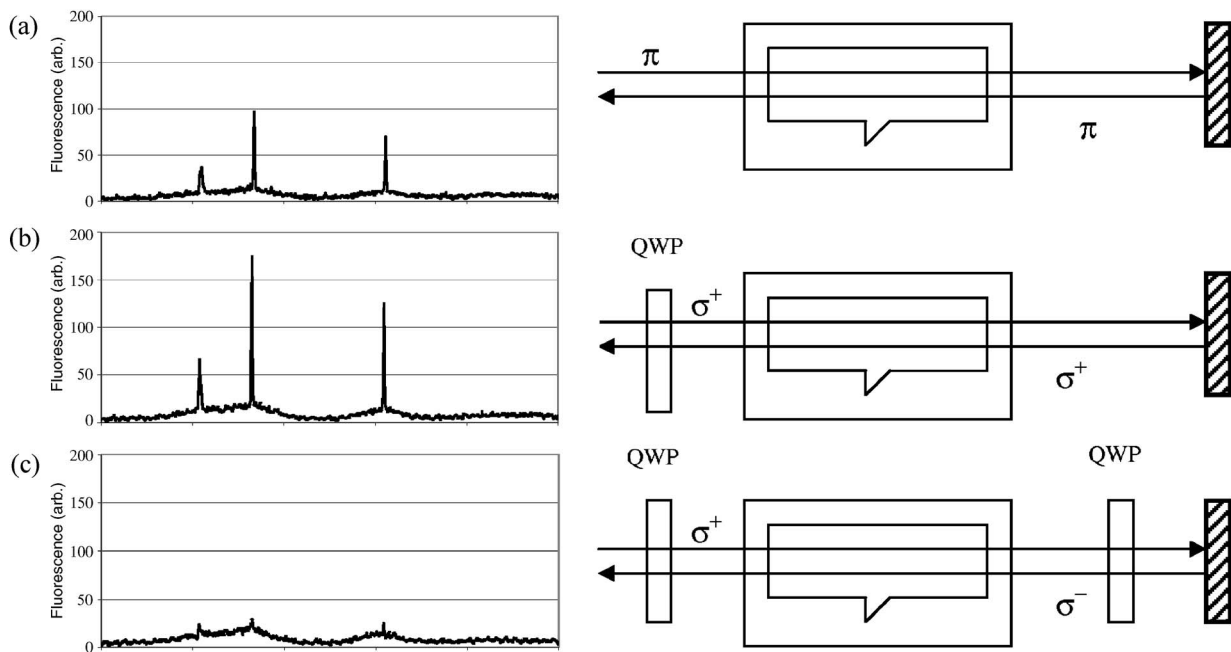 (a)
Fluorescence (arb.)
200
150
100
50
0
π
π
(b)
Fluorescence (arb.)
200
150
100
50
0
QWP
σ+
σ+
(c)
Fluorescence (arb.)
200
150
100
50
0
QWP
QWP
σ+
σ−